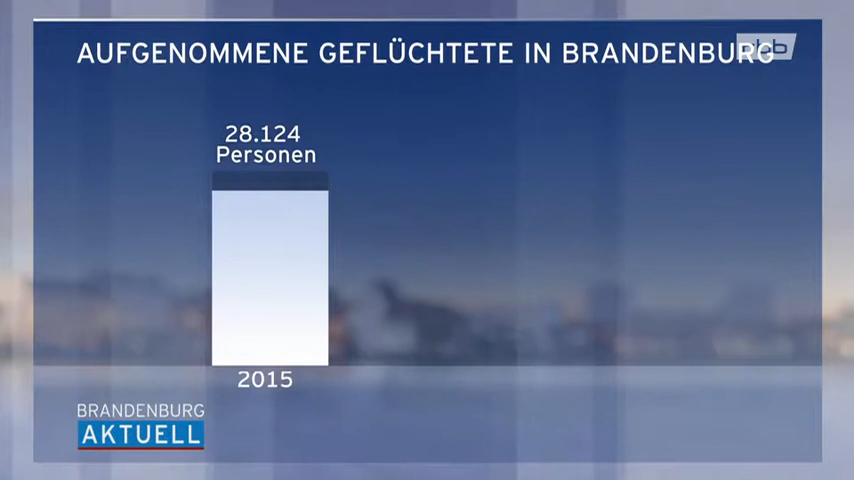 AUFGENOMMENE GEFLÜCHTETE IN BRANDENBURG
rbb
28.124
Personen
2015
BRANDENBURG
AKTUELL